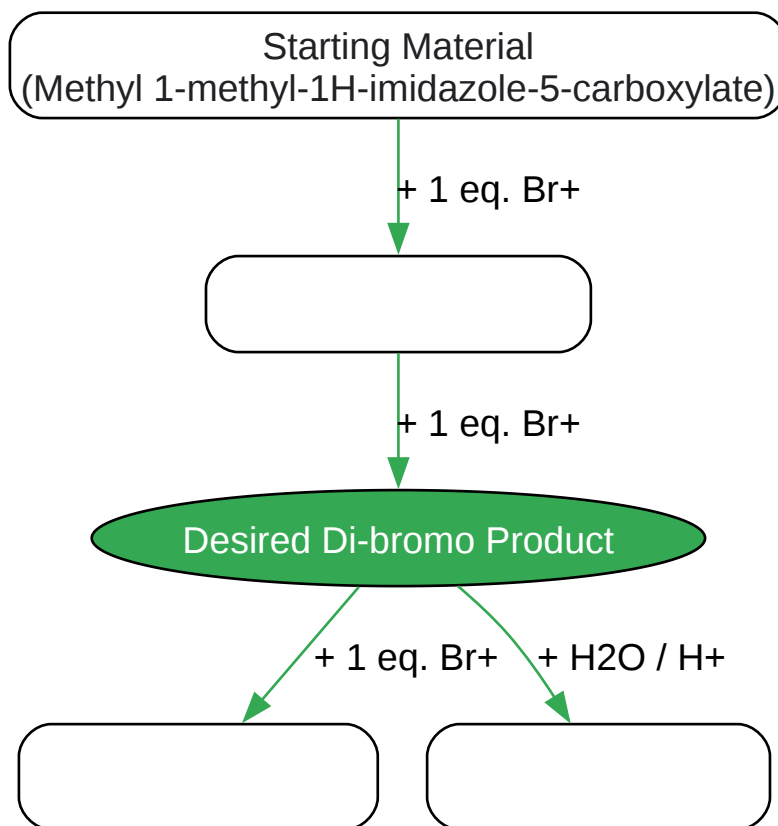 Starting Material
(Methyl 1-methyl-1H-imidazole-5-carboxylate)
+ 1 eq. Br+
+ 1 eq. Br+
Desired Di-bromo Product
+ 1 eq. Br+
+ H2O / H+